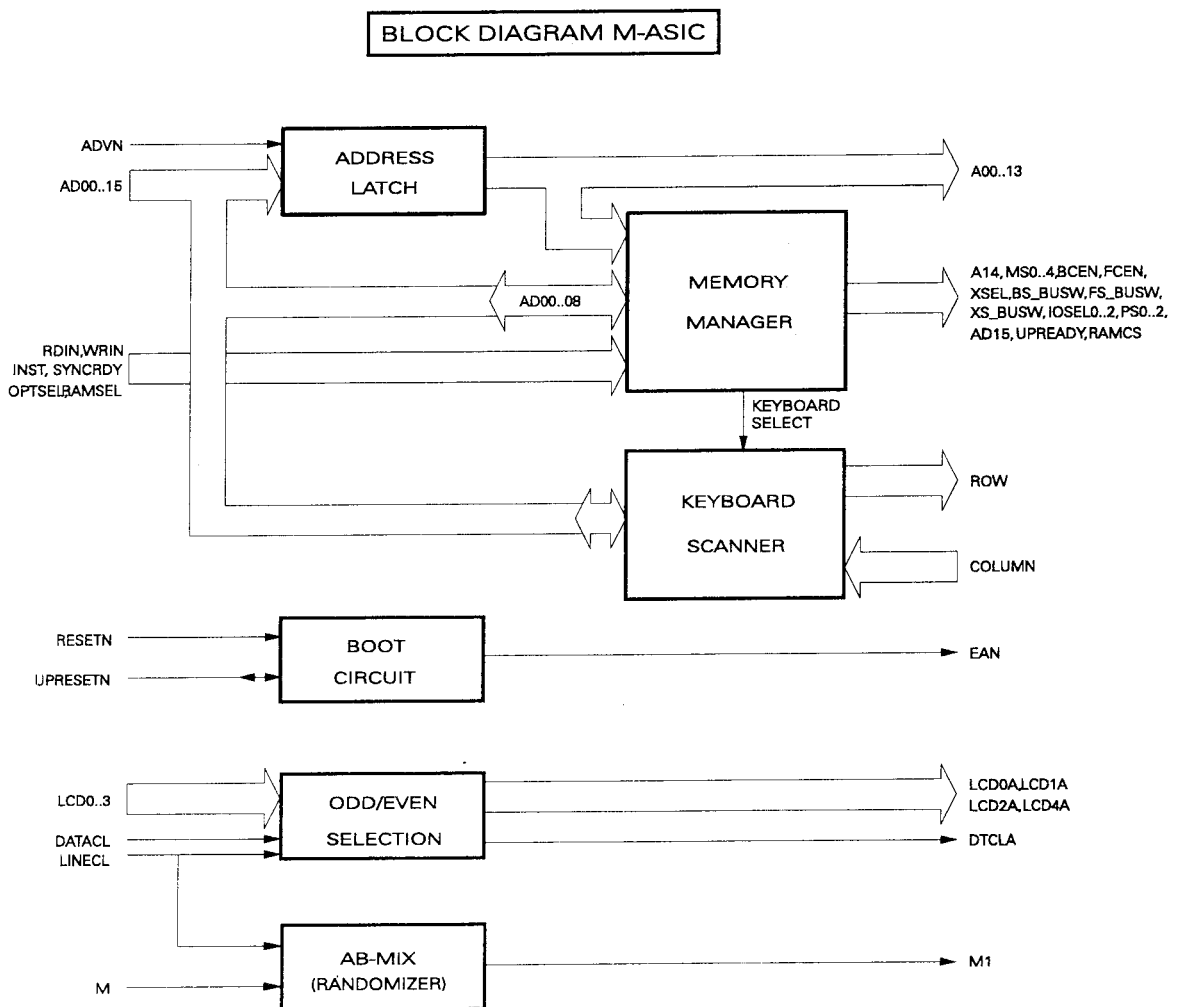 BLOCK DIAGRAM M-ASIC
ADVN
AD00..15
ADDRESS
LATCH
A00..13
AD00..08
MEMORY
MANAGER
A14, MS0..4,BCEN,FCEN,
XSEL,BS_BUSW,FS_BUSW,
XS_BUSW, IOSEL0..2, PS0..2,
AD15, UPREADY,RAMCS
RDIN,WRIN
INST, SYNCRDY
OPTSEL,RAMSEL
KEYBOARD
SELECT
KEYBOARD
SCANNER
ROW
COLUMN
RESETN
UPRESETN
BOOT
CIRCUIT
EAN
LCD0..3
DATACL
LINECL
ODD/EVEN
SELECTION
LCD0A,LCD1A
LCD2A,LCD4A
DTCLA
M
AB-MIX
(RANDOMIZER)
M1